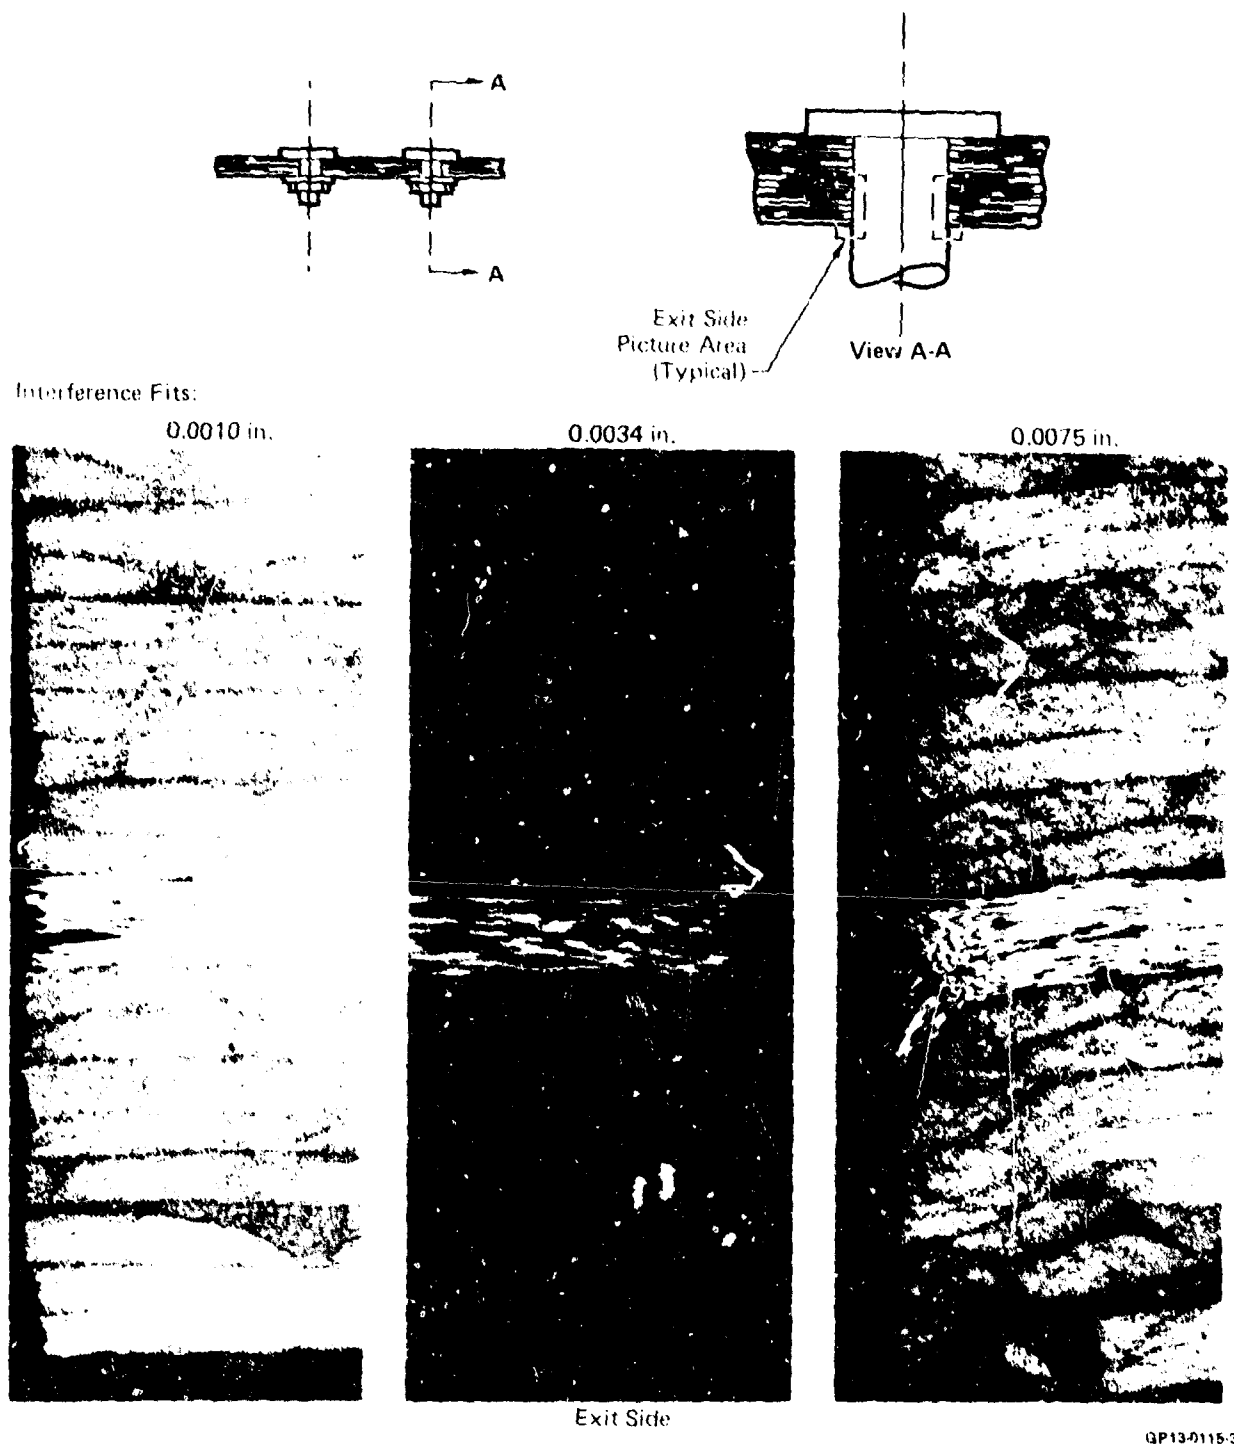 A
A
Exit Side
Picture Area
(Typical)
View A-A
Interference Fits:
0.0010 in.
0.0034 in.
0.0075 in.
Exit Side
GP13-0115-3